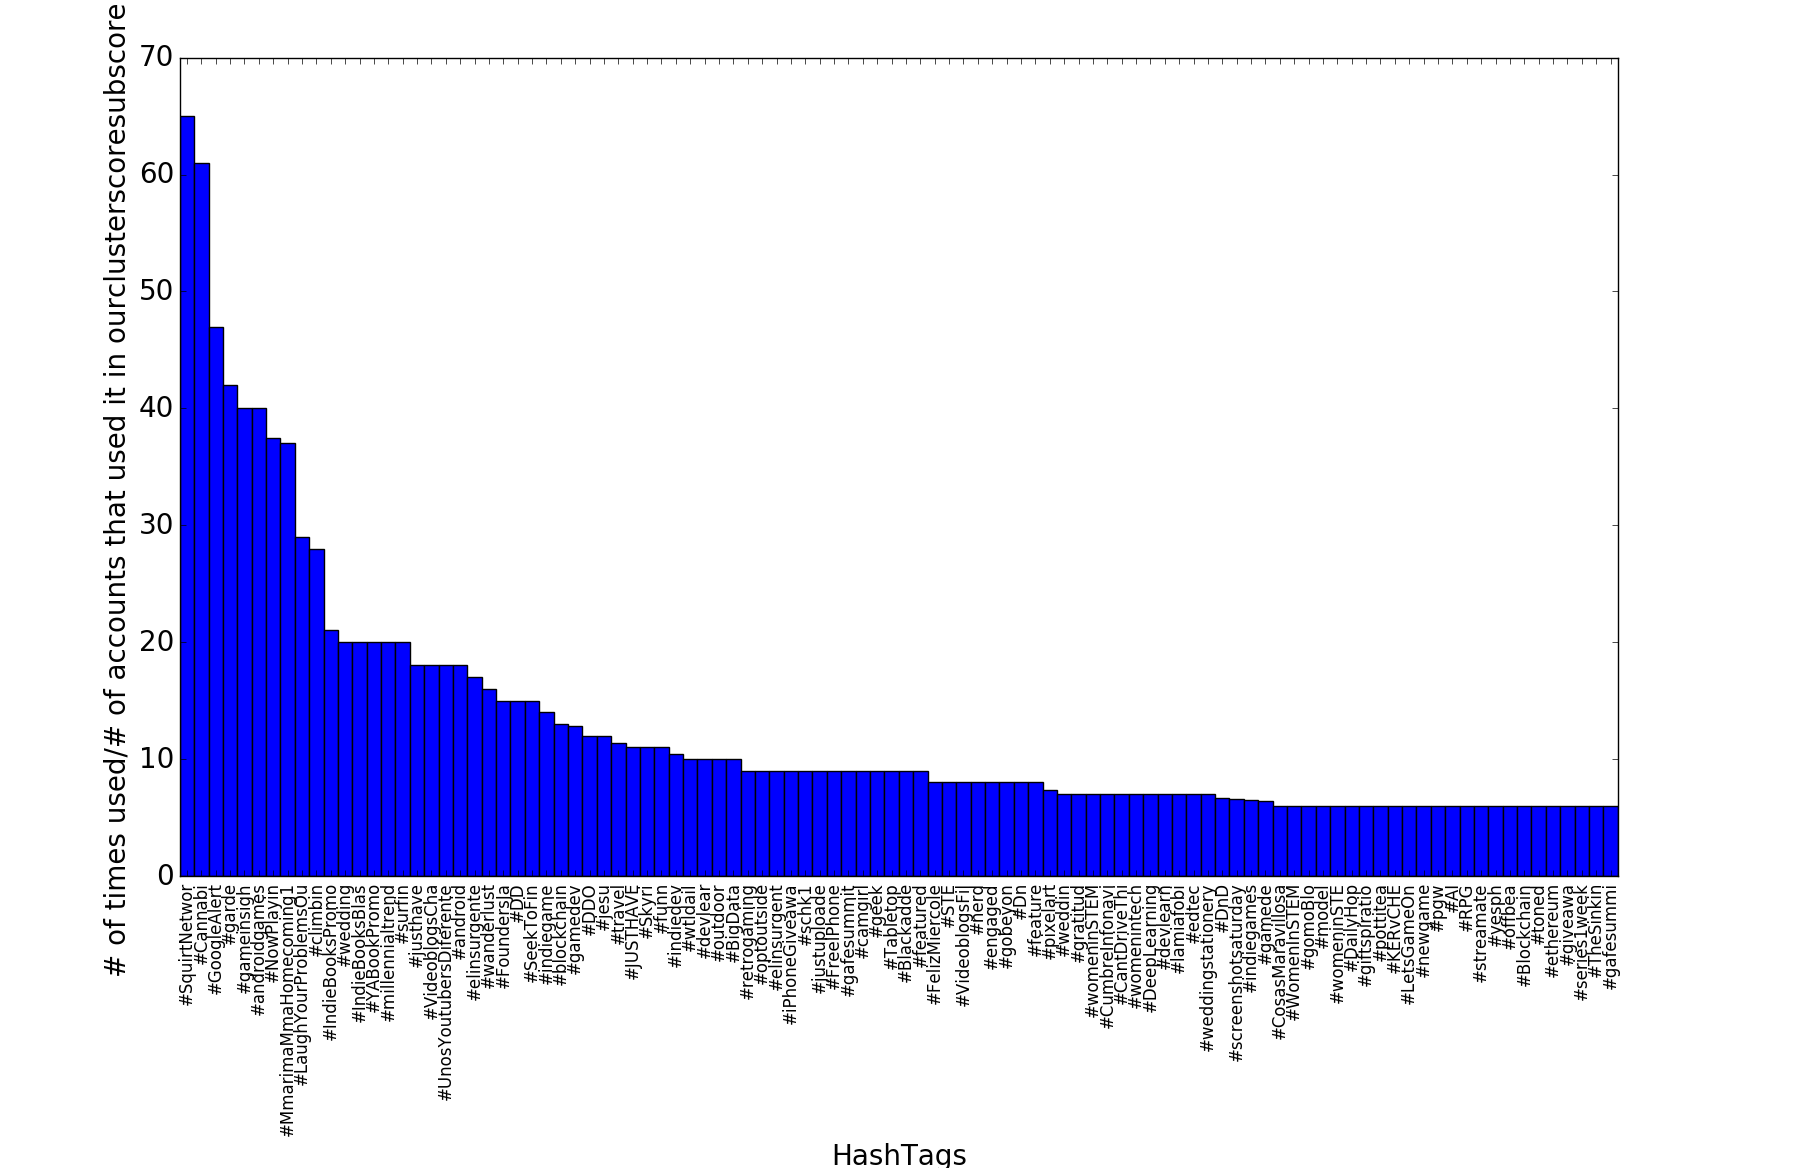 # of times used/# of accounts that used it in ourclusterscoresubscore
70
60
50
40
30
20
10
0
#SquirtNetwor
#Cannabi
#GoogleAlert
#garde
#gameinsigh
#androidgames
#NowPlayin
#MmarimaMmaHomecoming1
#LaughYourProblemsOu
#climbin
#IndieBooksPromo
#wedding
#IndieBooksBlas
#YABookPromo
#millennialtrend
#surfin
#justhave
#VideoblogsCha
#UnosYoutubersDiferente
#android
#elinsurgente
#wanderlust
#FoundersJa
#DD
#SeekToFin
#indiegame
#blockchain
#gamedev
#DDO
#Jesu
#travel
#JUSTHAVE
#Skyri
#funn
#indiedev
#wtidail
#devlear
#outdoor
#BigData
#retrogaming
#optoutside
#elinsurgent
#iPhoneGiveawa
#schk1
#justuploade
#FreeIPhone
#gafesummit
#camgirl
#geek
#Tabletop
#Blackadde
#featured
#FelizMiercole
#STE
#VideoblogsFil
#nerd
#engaged
#gobeyon
#Dn
#feature
#pixelart
#weddin
#gratitud
#womeninSTEM
#CumbreInfonavi
#CantDriveThi
#womenintech
#DeepLearning
#devlearn
#lamiafobi
#edtec
#weddingstationery
#DnD
#screenshotsaturday
#indiegames
#gamede
#CosasMaravillosa
#WomenInSTEM
#gomoBlo
#model
#womeninSTE
#DailyHop
#giftspiratio
#pottitea
#KERvCHE
#LetsGameOn
#newgame
#pgw
#AI
#RPG
#streamate
#yesph
#offbea
#Blockchain
#toned
#ethereum
#giveawa
#series1week
#TheSinkin
#gafesummi
HashTags